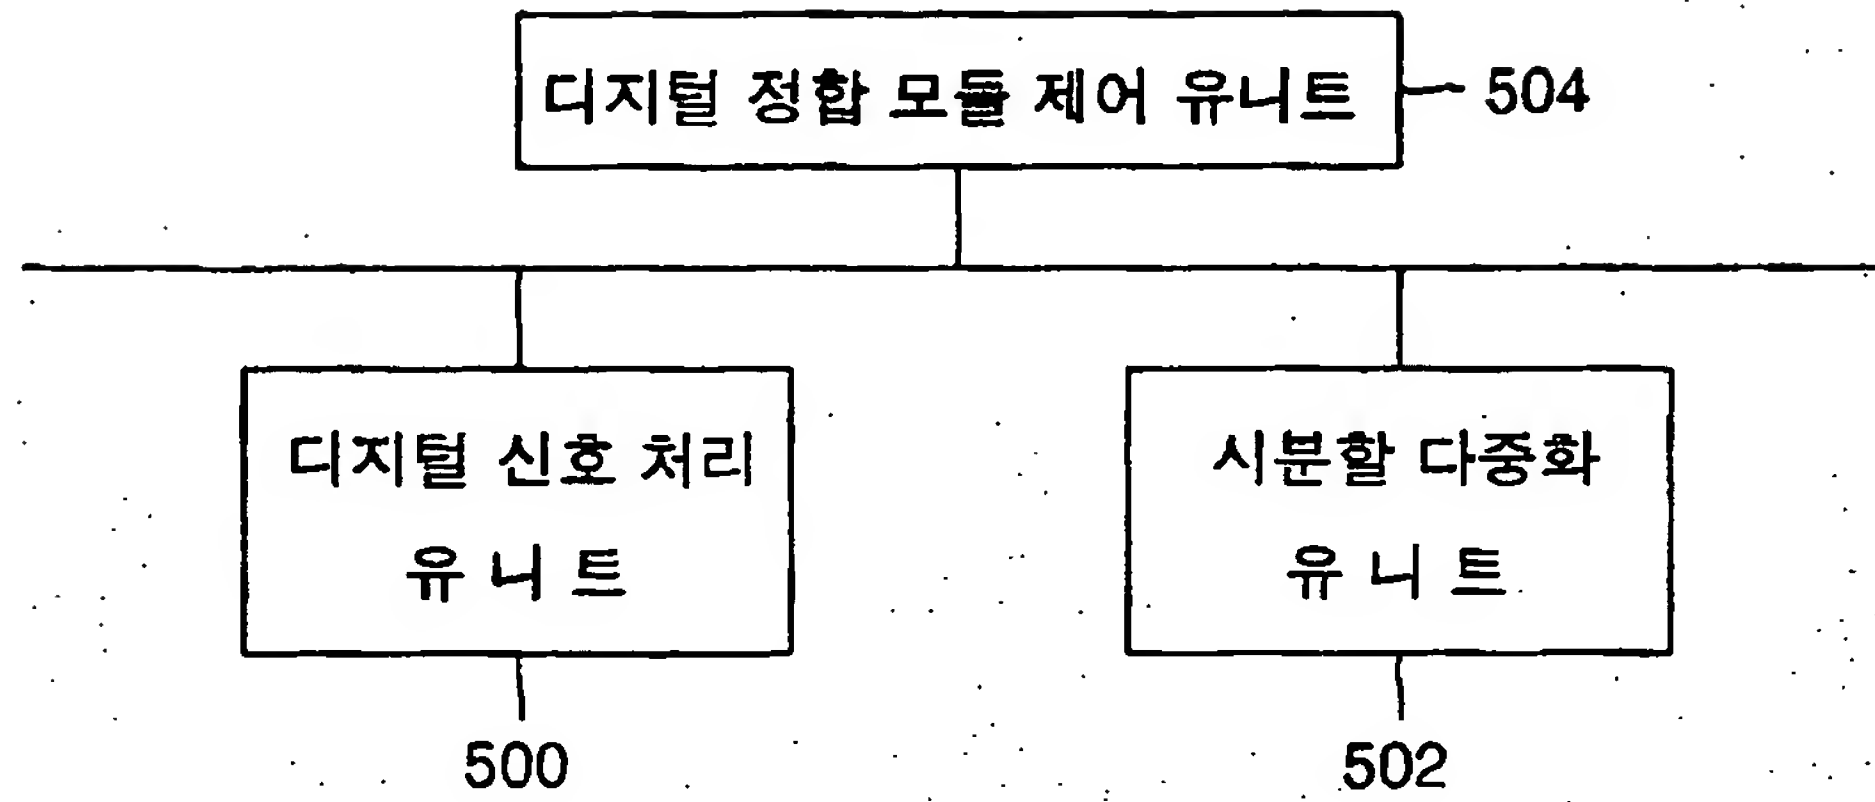 디지털 정합 모듈 제어 유니트
504
디지털 신호 처리
유 니 트
시분할 다중화
유 니 트
500
502